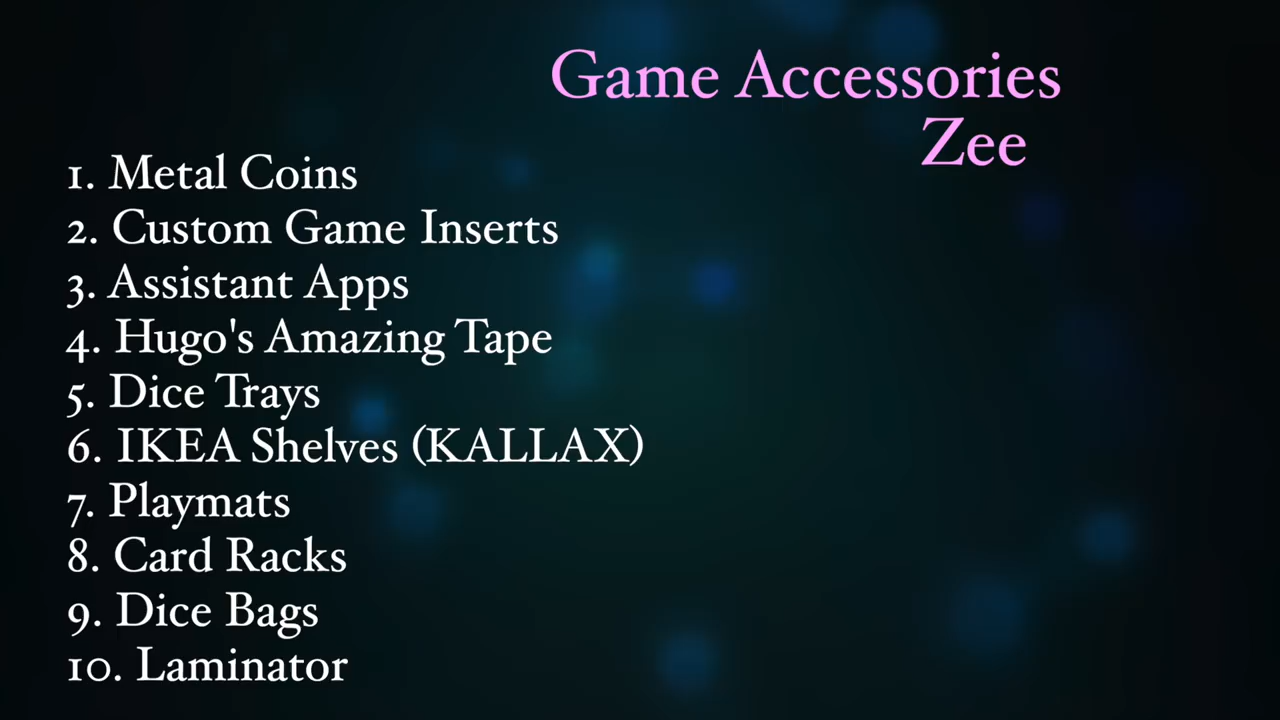 Game Accessories
Zee
1. Metal Coins
2. Custom Game Inserts
3. Assistant Apps
4. Hugo's Amazing Tape
5. Dice Trays
6. IKEA Shelves (KALLAX)
7. Playmats
8. Card Racks
9. Dice Bags
10. Laminator